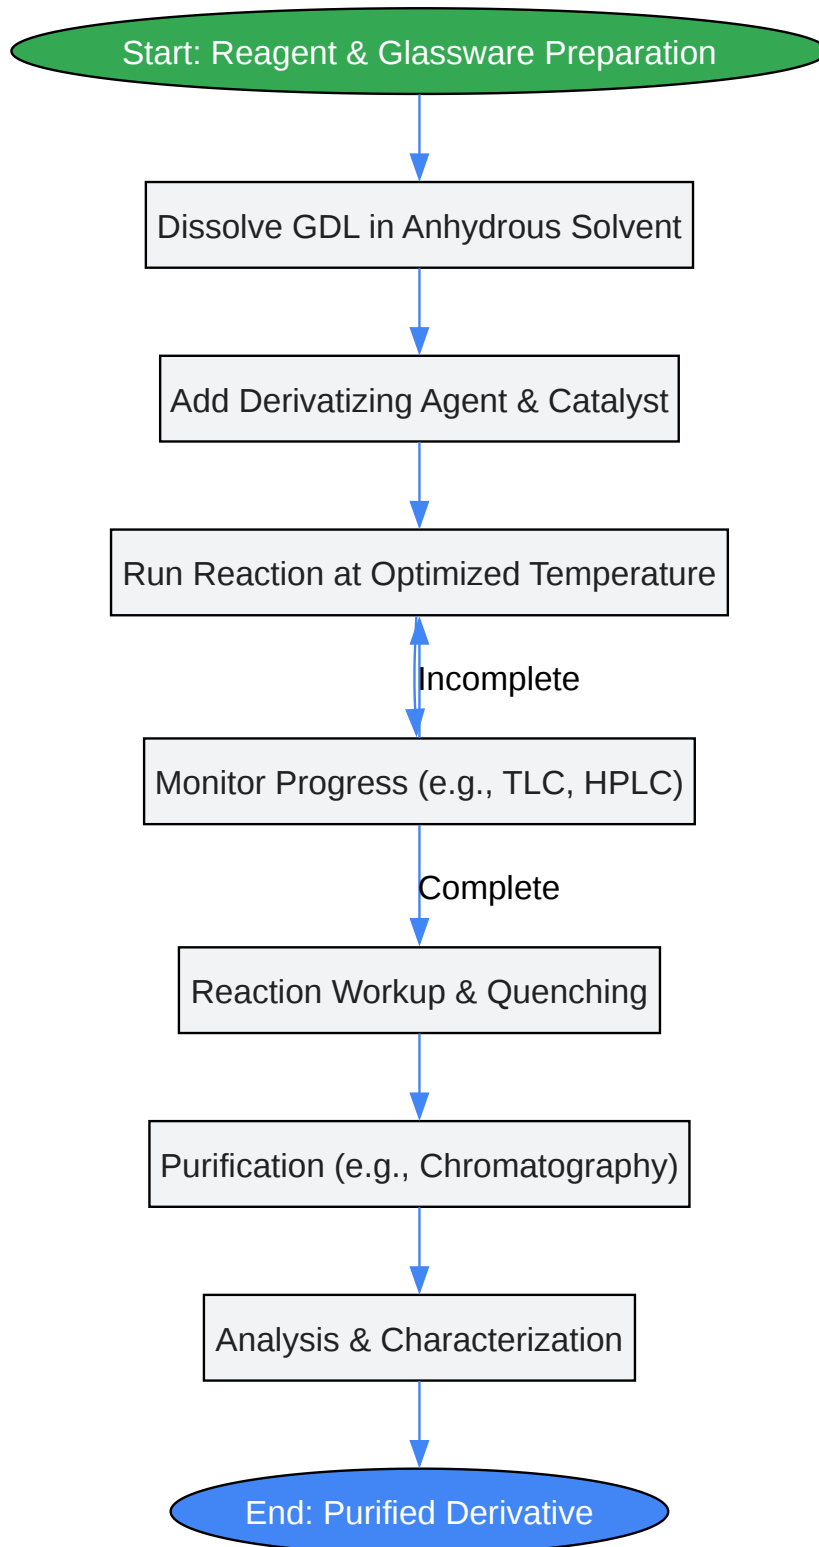 Start: Reagent & Glassware Preparation
Dissolve GDL in Anhydrous Solvent
Add Derivatizing Agent & Catalyst
Run Reaction at Optimized Temperature
Incomplete
Monitor Progress (e.g., TLC, HPLC)
Complete
Reaction Workup & Quenching
Purification (e.g., Chromatography)
Analysis & Characterization
End: Purified Derivative